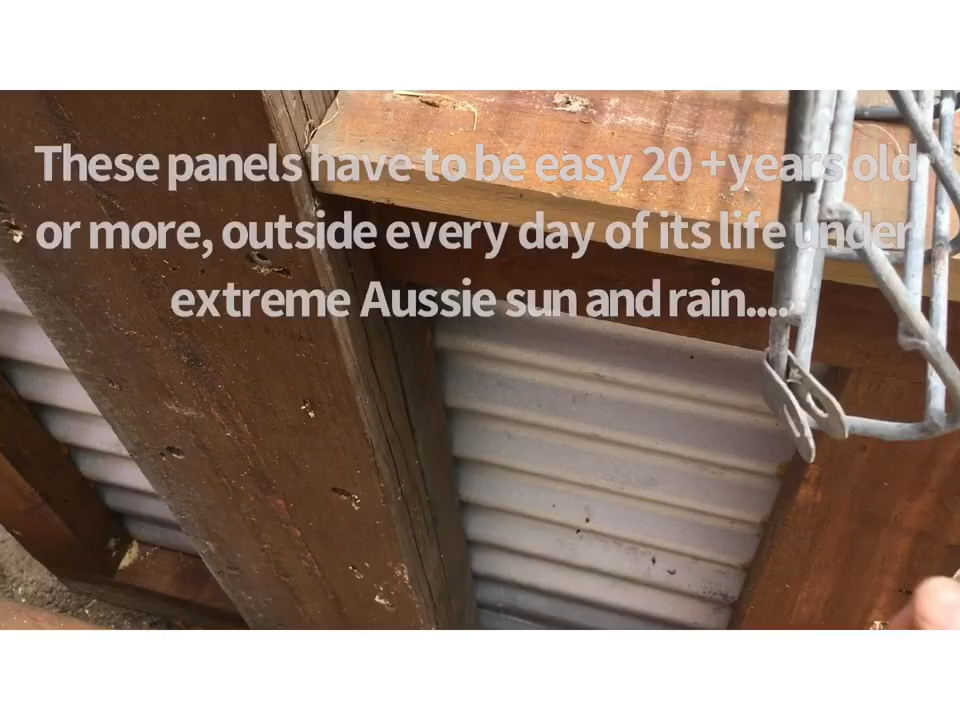 These panels have to be easy 20 +years old
or more, outside every day of its life under
extreme Aussie sun and rain....